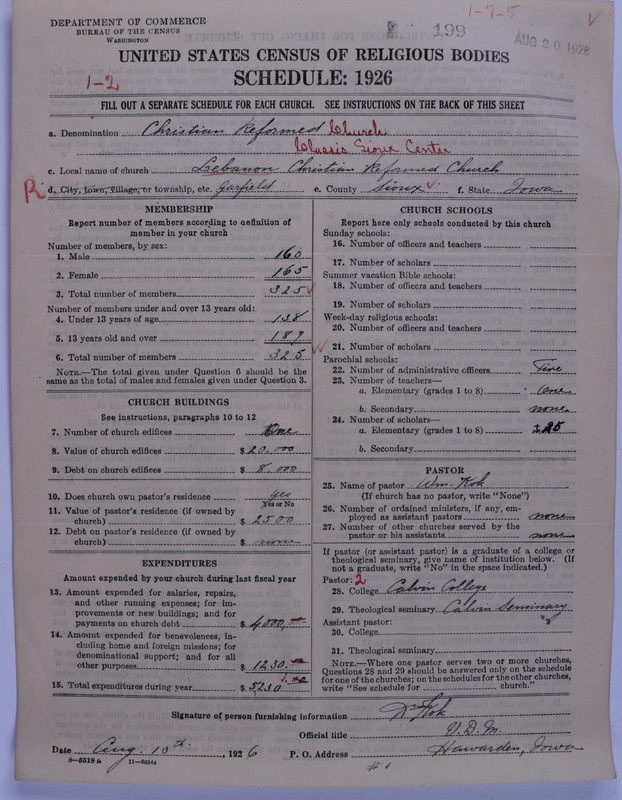 1-7-5
DEPARTMENT OF COMMERCE
BUREAU OF THE CENSUS
WASHINGTON
199
AUG 20 1926
UNITED STATES CENSUS OF RELIGIOUS BODIES
SCHEDULE: 1926
1-2
FILL OUT A SEPARATE SCHEDULE FOR EACH CHURCH. SEE INSTRUCTIONS ON THE BACK OF THIS SHEET
a. Denomination Christian Reformed Church
Classis Sioux Center
c. Local name of church Lebanon Christian Reformed Church
R d. City, town, village, or township, etc. Garfield e. County Sioux f. State Iowa
MEMBERSHIP
Report number of members according to definition of
member in your church
Number of members, by sex:
1. Male 160
2. Female 165
3. Total number of members 325
Number of members under and over 13 years old:
4. Under 13 years of age 138
5. 13 years old and over 187
6. Total number of members 325
NOTE.—The total given under Question 6 should be
same as the total of males and females given under Question 3.
CHURCH BUILDINGS
See instructions, paragraphs 10 to 12
7. Number of church edifices One
8. Value of church edifices $ 20.000
9. Debt on church edifices $ 8.000
10. Does church own pastor's residence yes
Yes or No
11. Value of pastor's residence (if owned by
church) $ 2500
12. Debt on pastor's residence (if owned by
church) $ none
EXPENDITURES
Amount expended by your church during last fiscal year
13. Amount expended for salaries, repairs,
and other running expenses; for im-
provements or new buildings; and for
payments on church debt $ 4000,
14. Amount expended for benevolences, in-
cluding home and foreign missions; for
denominational support; and for all
other purposes $ 1230.
15. Total expenditures during year $ 5230
CHURCH SCHOOLS
Report here only schools conducted by this church
Sunday schools:
16. Number of officers and teachers
17. Number of scholars
Summer vacation Bible schools:
18. Number of officers and teachers
19. Number of scholars
Week-day religious schools:
20. Number of officers and teachers
21. Number of scholars
Parochial schools:
22. Number of administrative officers Five
23. Number of teachers—
a. Elementary (grades 1 to 8) One
b. Secondary none
24. Number of scholars—
a. Elementary (grades 1 to 8) 25
b. Secondary
PASTOR
25. Name of pastor Wm. Kok
(If church has no pastor, write "None")
26. Number of ordained ministers, if any, em-
ployed as assistant pastors none
27. Number of other churches served by the
pastor or his assistants none
If pastor (or assistant pastor) is a graduate of a college or
theological seminary, give name of institution below. (If
not a graduate, write "No" in the space indicated.)
Pastor: 2
28. College Calvin College
29. Theological seminary Calvin Seminary
Assistant pastor:
30. College
31. Theological seminary
NOTE.—Where one pastor serves two or more churches,
Questions 28 and 29 should be answered only on the schedule
for one of the churches; on the schedules for the other churches,
write "See schedule for church."
Signature of person furnishing information Wm Kok
Official title V. D. M.
Date Aug. 18th, 1926 P. O. Address Hawarden, Iowa
8—5518 a 11—9054a
#1